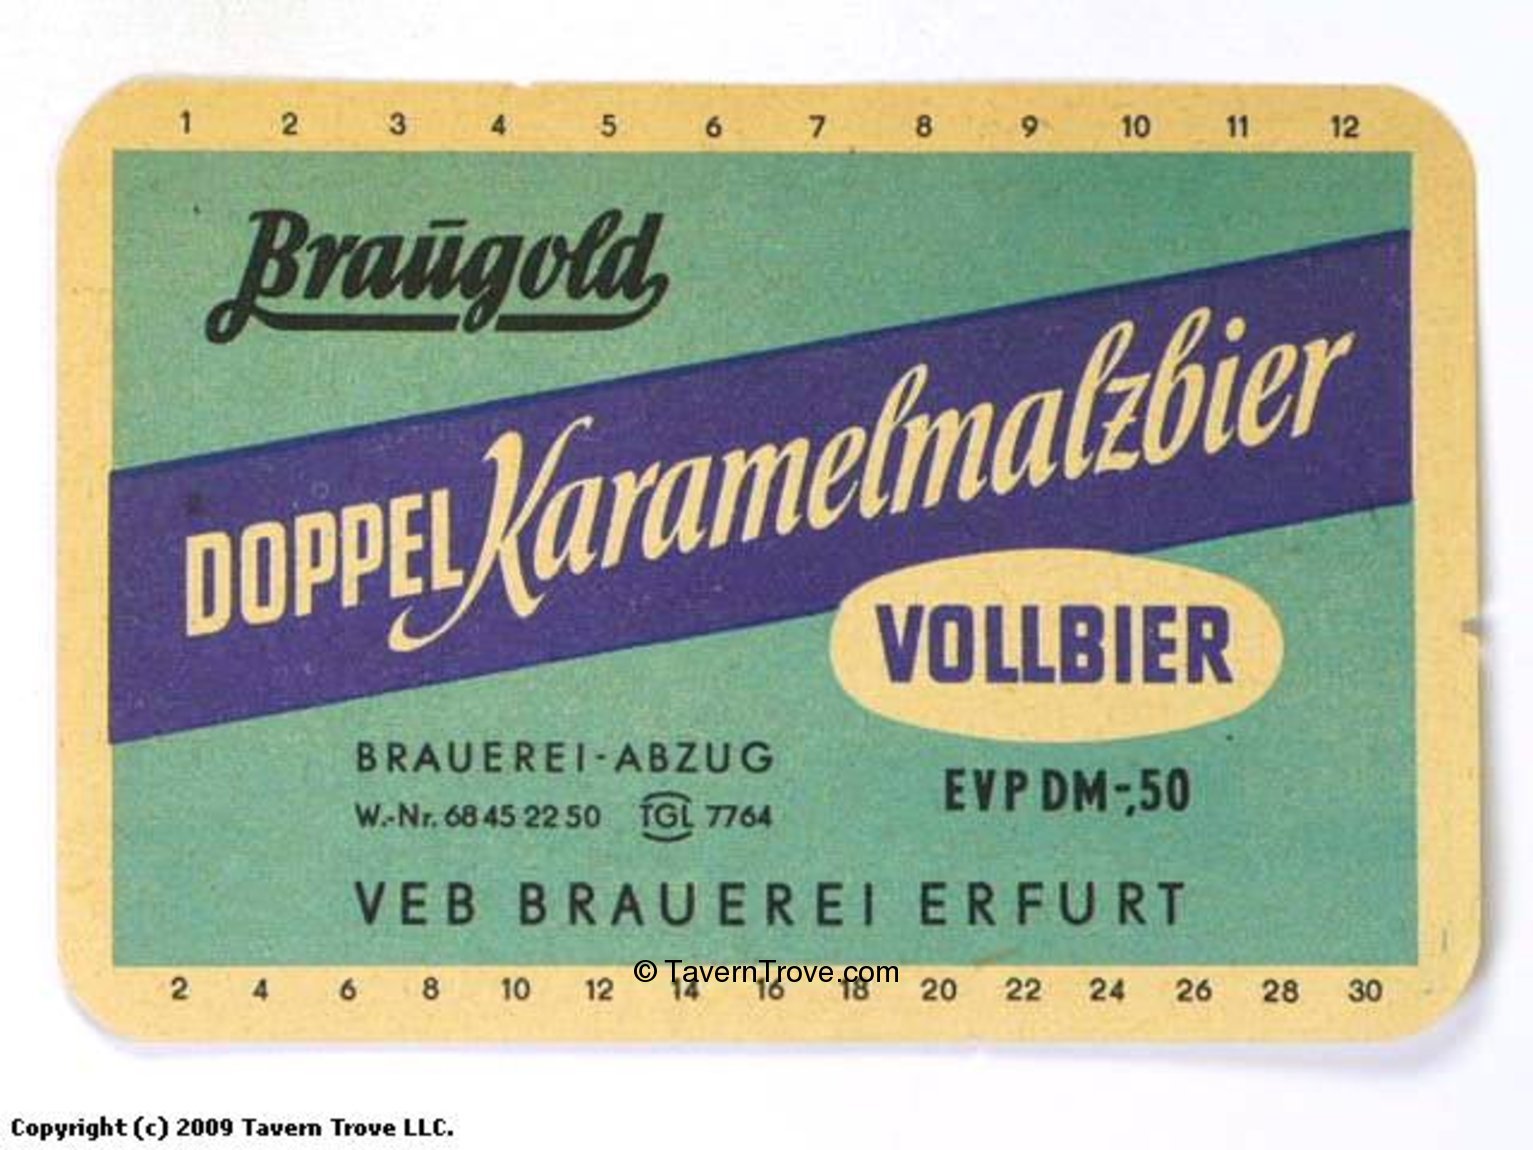 1 2 3 4 5 6 7 8 9 10 11 12
Braūgold
DOPPEL Karamelmalzbier
VOLLBIER
BRAUEREI-ABZUG
EVP DM-,50
W.-Nr. 68 45 22 50 TGL 7764
VEB BRAUEREI ERFURT
© TavernTrove.com
2 4 6 8 10 12 14 16 18 20 22 24 26 28 30
Copyright (c) 2009 Tavern Trove LLC.